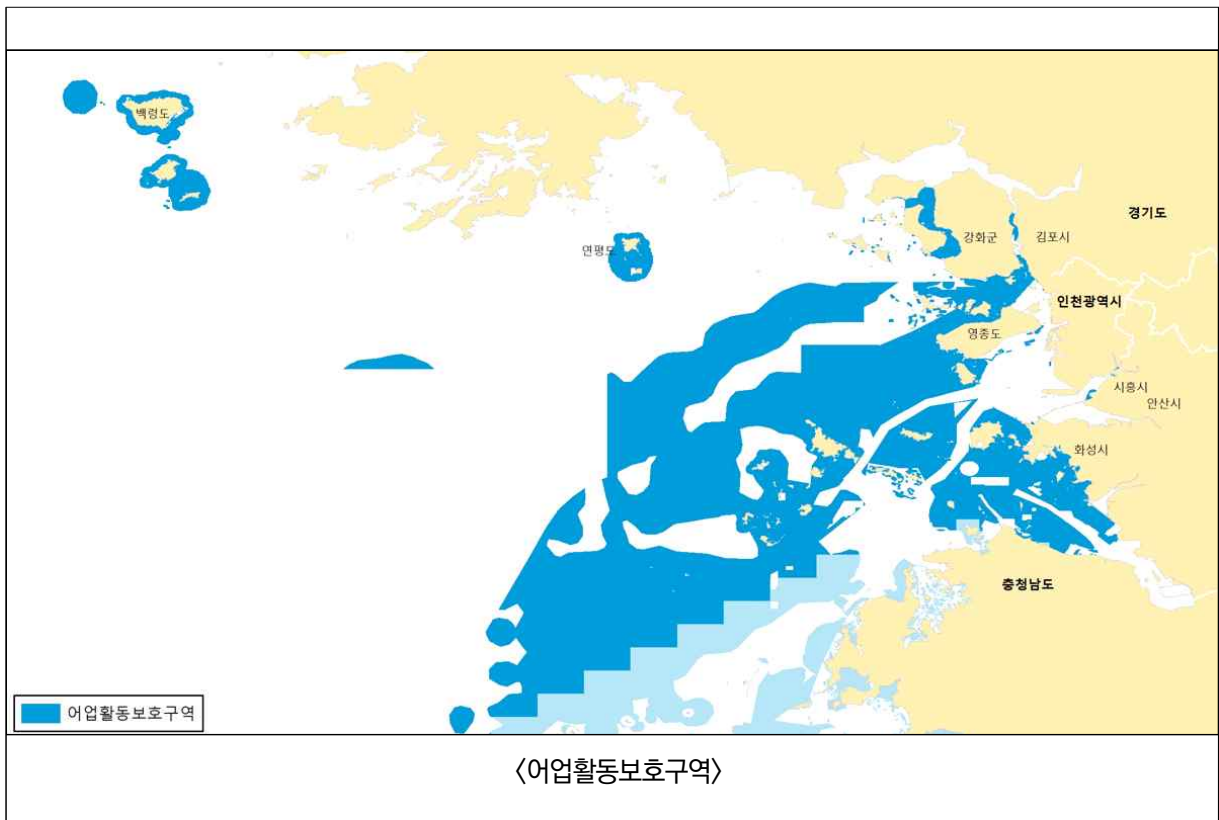 백령도
경기도
강화군
김포시
연평도
인천광역시
영종도
시흥시
안산시
화성시
충청남도
어업활동보호구역
〈어업활동보호구역〉